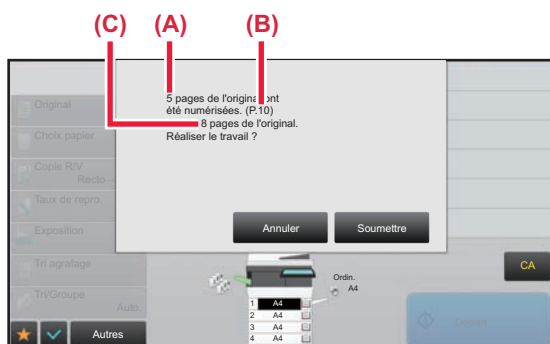 (C) (A) (B)
5 pages de l'original ont
été numérisées. (P.10)
8 pages de l'original.
Réaliser le travail ?
Annuler Soumettre
Original
Choix papier
Copie R/V
Recto
Taux de repro.
Exposition
Tri agrafage
Tri/Groupe
Auto.
Autres
Ordin.
A4
1 A4
2 A4
3 A4
4 A4
CA
Départ